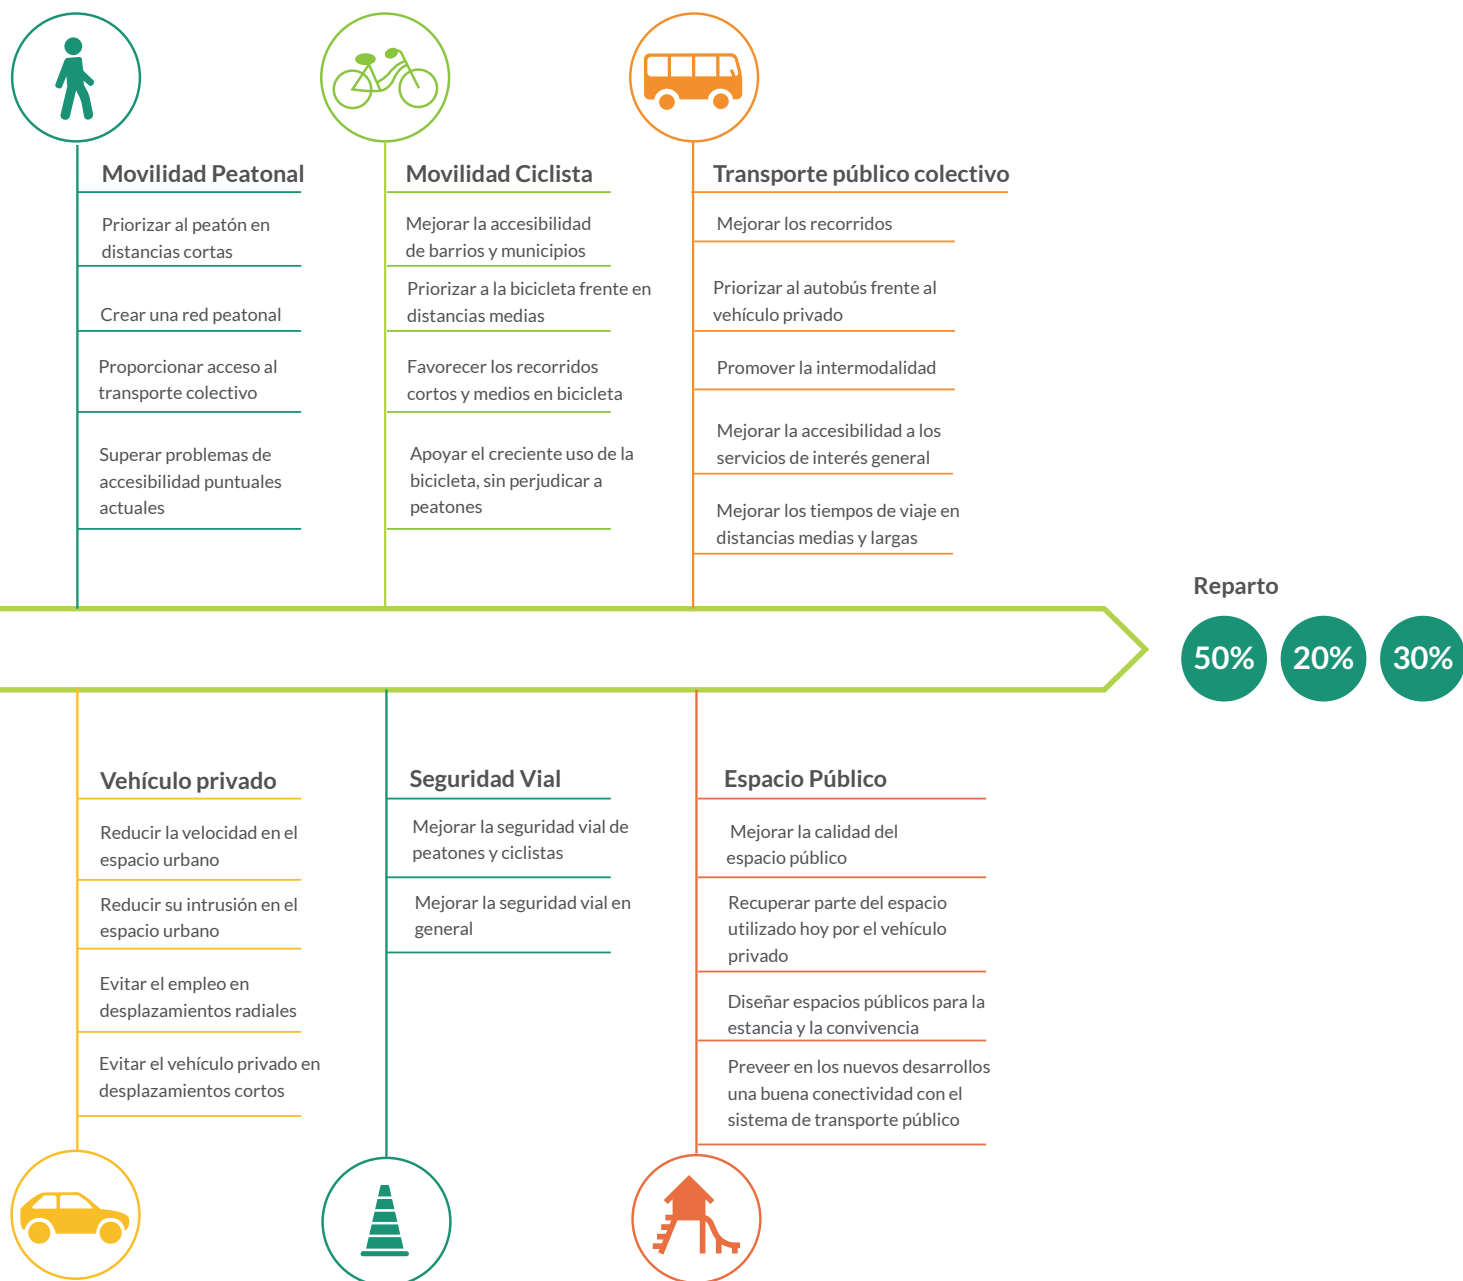 Movilidad Peatonal
Priorizar al peatón en
distancias cortas
Crear una red peatonal
Proporcionar acceso al
transporte colectivo
Superar problemas de
accesibilidad puntuales
actuales
Movilidad Ciclista
Mejorar la accesibilidad
de barrios y municipios
Priorizar a la bicicleta frente en
distancias medias
Favorecer los recorridos
cortos y medios en bicicleta
Apoyar el creciente uso de la
bicicleta, sin perjudicar a
peatones
Transporte público colectivo
Mejorar los recorridos
Priorizar al autobús frente al
vehículo privado
Promover la intermodalidad
Mejorar la accesibilidad a los
servicios de interés general
Mejorar los tiempos de viaje en
distancias medias y largas
Reparto
50% 20% 30%
Vehículo privado
Reducir la velocidad en el
espacio urbano
Reducir su intrusión en el
espacio urbano
Evitar el empleo en
desplazamientos radiales
Evitar el vehículo privado en
desplazamientos cortos
Seguridad Vial
Mejorar la seguridad vial de
peatones y ciclistas
Mejorar la seguridad vial en
general
Espacio Público
Mejorar la calidad del
espacio público
Recuperar parte del espacio
utilizado hoy por el vehículo
privado
Diseñar espacios públicos para la
estancia y la convivencia
Preveer en los nuevos desarrollos
una buena conectividad con el
sistema de transporte público